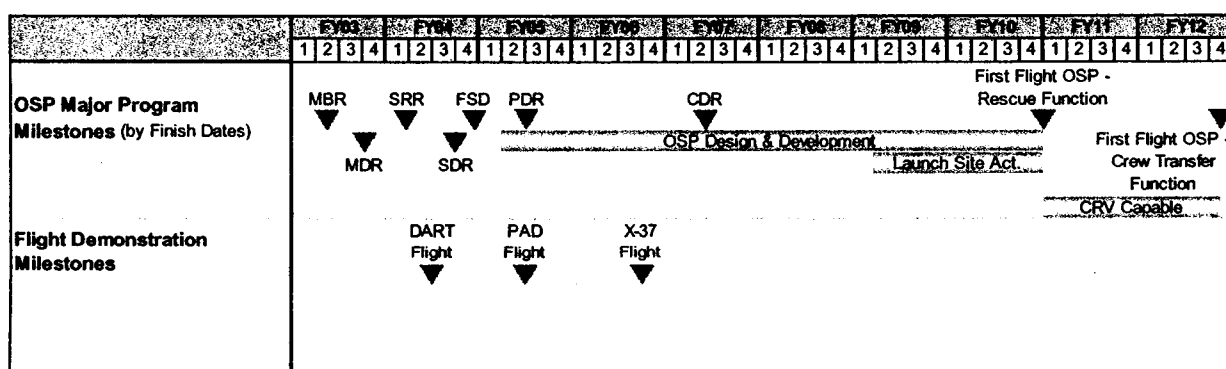 FY03 FY04 FY05 FY06 FY07 FY08 FY09 FY10 FY11 FY12
1 2 3 4 1 2 3 4 1 2 3 4 1 2 3 4 1 2 3 4 1 2 3 4 1 2 3 4 1 2 3 4 1 2 3 4 1 2 3 4
First Flight OSP -
OSP Major Program MBR SRR FSD PDR CDR Rescue Function
Milestones (by Finish Dates) OSP Design & Development First Flight OSP -
MDR SDR Launch Site Act. Crew Transfer
Function
CRV Capable
Flight Demonstration DART PAD X-37
Milestones Flight Flight Flight